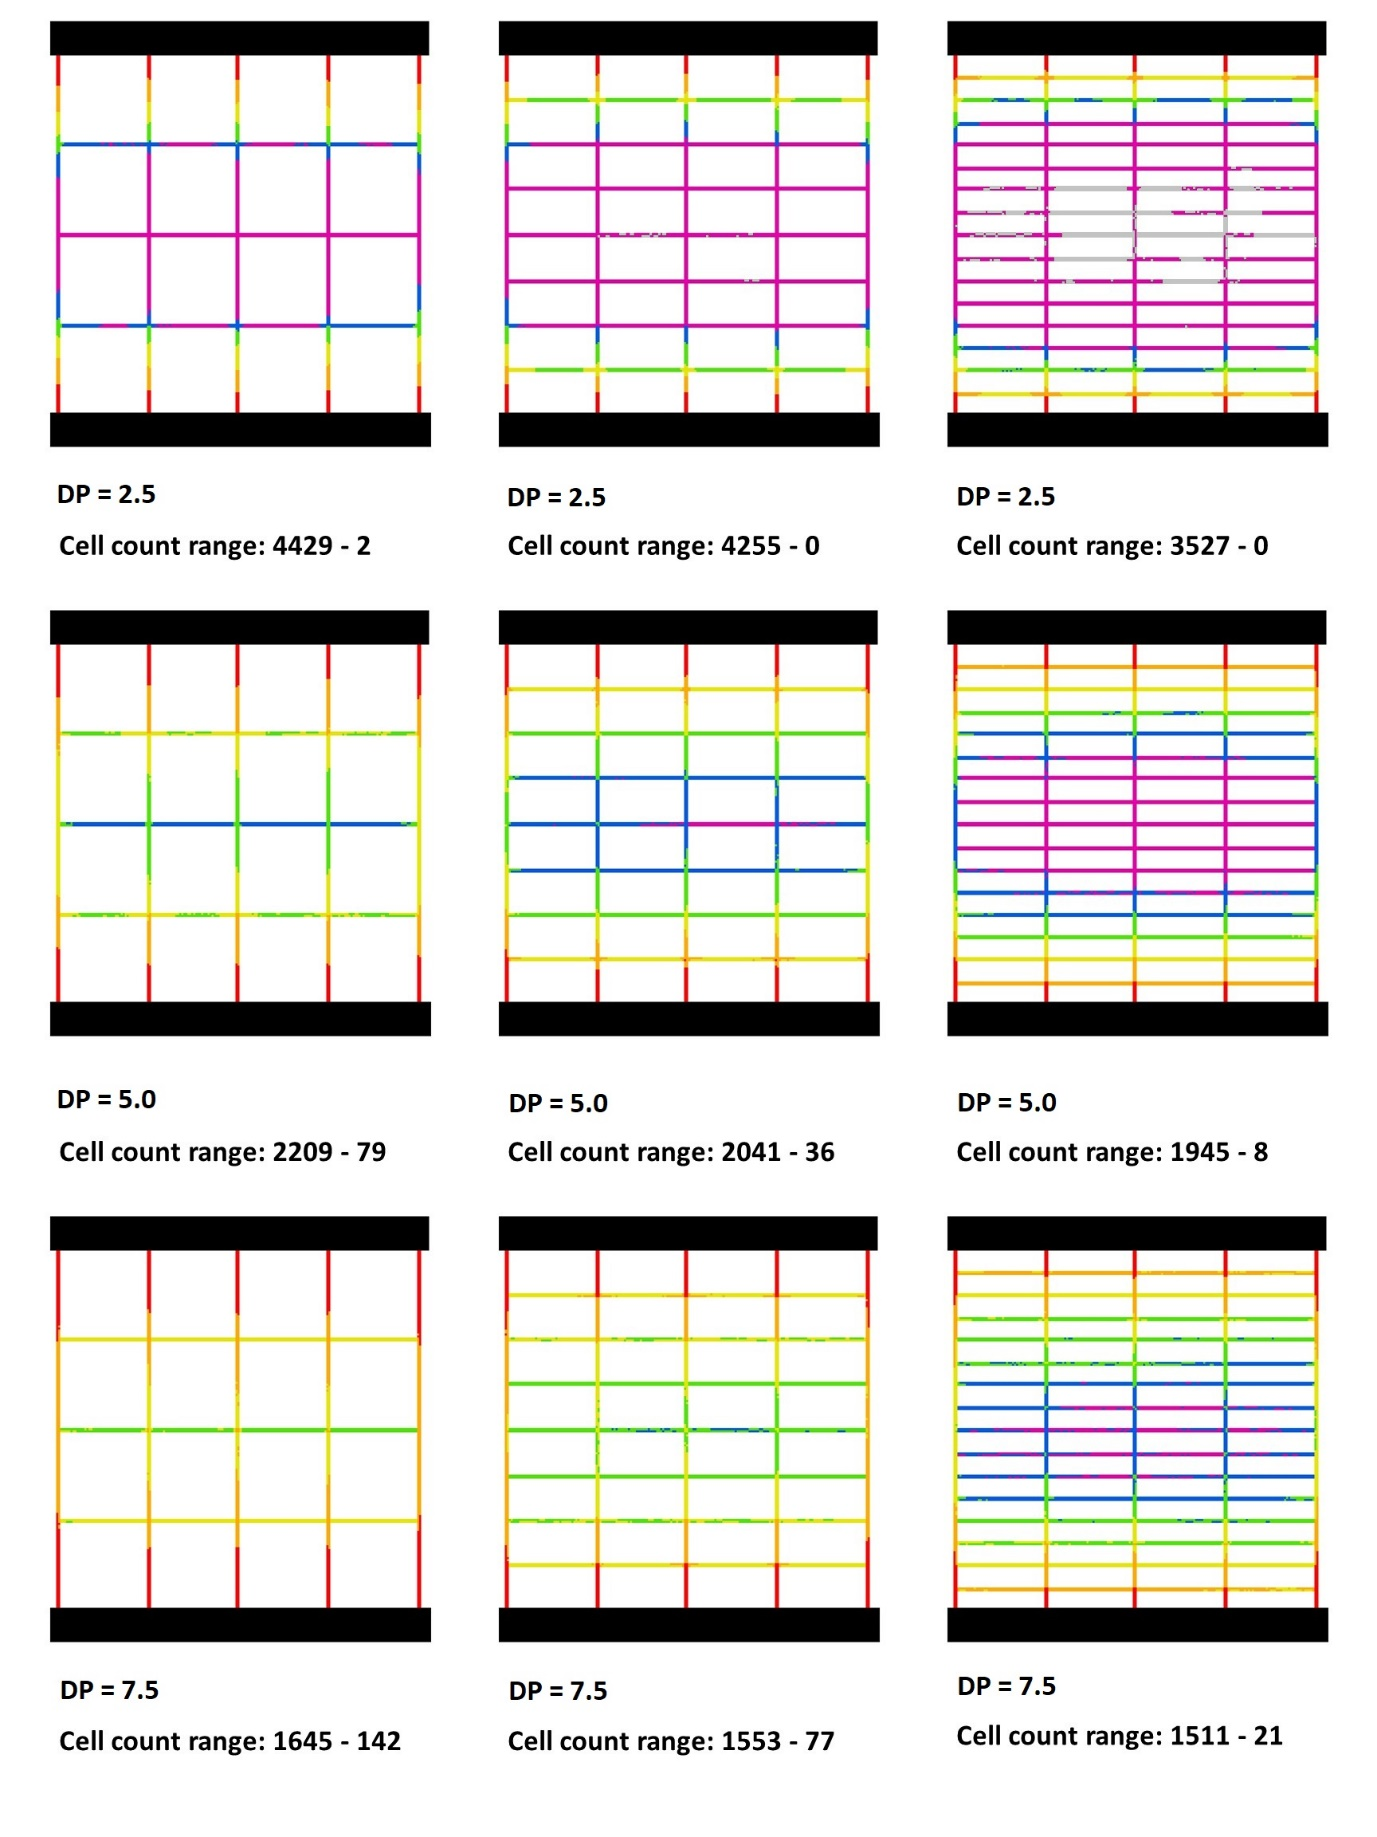 DP = 2.5
DP = 2.5
DP = 2.5
Cell count range: 4429 - 2
Cell count range: 4255 - 0
Cell count range: 3527 - 0
DP = 5.0
DP = 5.0
DP = 5.0
Cell count range: 2209 - 79
Cell count range: 2041 - 36
Cell count range: 1945 - 8
DP = 7.5
DP = 7.5
DP = 7.5
Cell count range: 1645 - 142
Cell count range: 1553 - 77
Cell count range: 1511 - 21